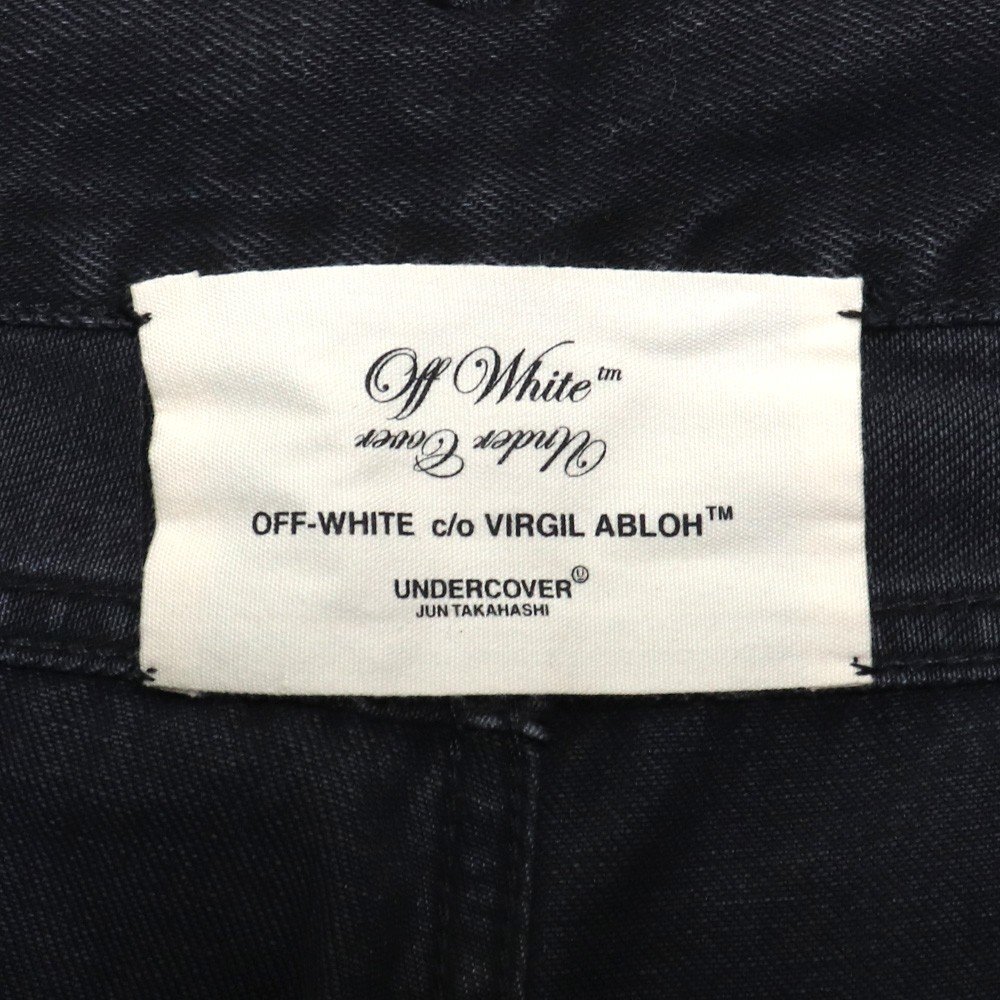 Off White™
Under Cover
OFF-WHITE c/o VIRGIL ABLOH™
UNDERCOVER Ⓤ
JUN TAKAHASHI